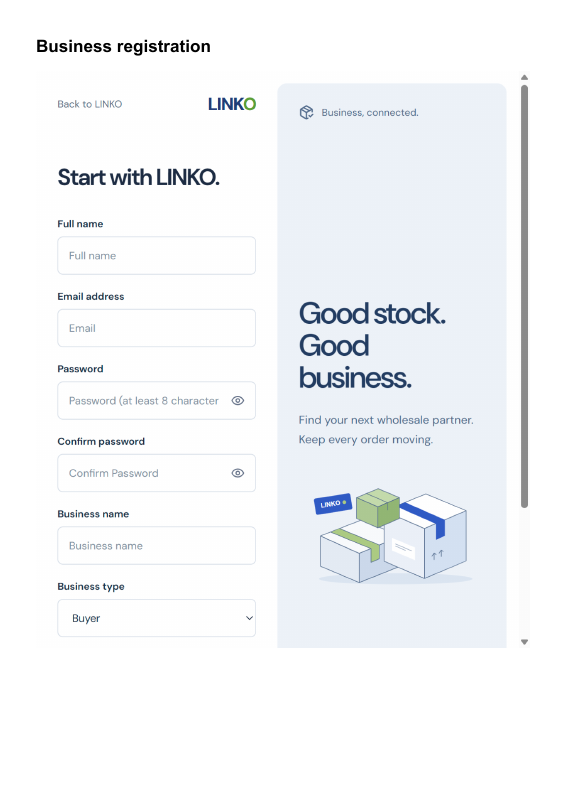 Business registration
Back to LINKO
LINKO
Start with LINKO.
Full name
Full name
Email address
Email
Password
Password (at least 8 character
Confirm password
Confirm Password
Business name
Business name
Business type
Buyer
Business, connected.
Good stock.
Good
business.
Find your next wholesale partner.
Keep every order moving.
LINKO